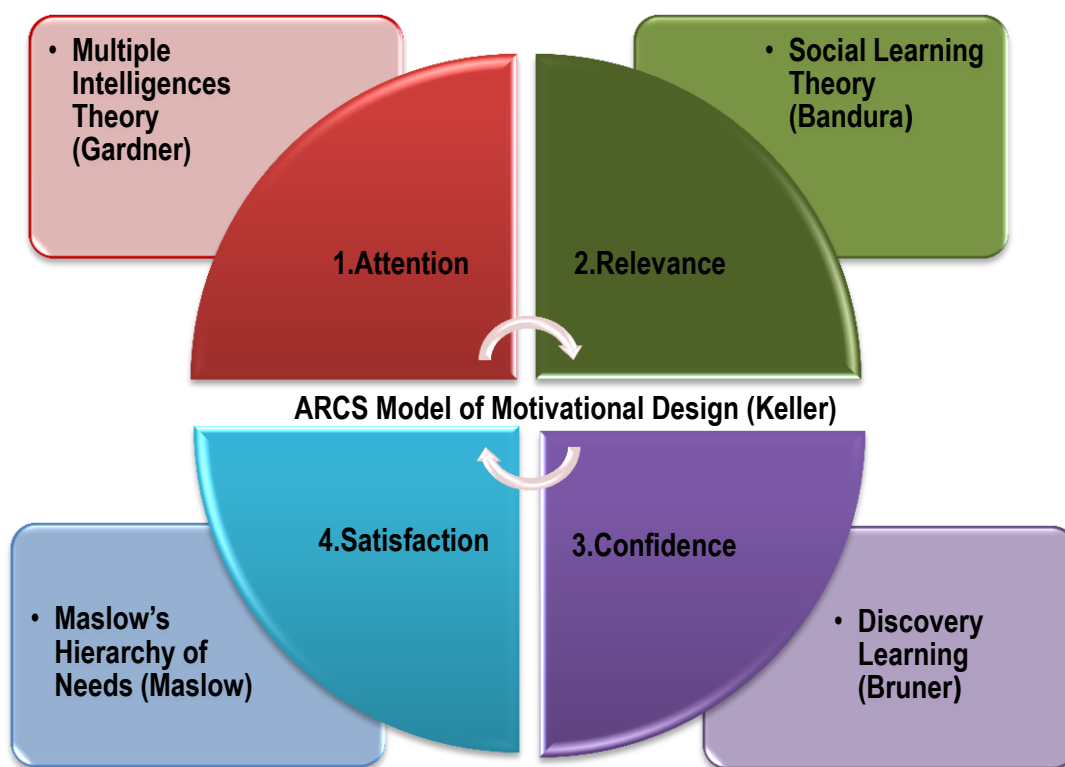 • Multiple
Intelligences
Theory
(Gardner)
• Social Learning
Theory
(Bandura)
1.Attention
2.Relevance
ARCS Model of Motivational Design (Keller)
4.Satisfaction
3.Confidence
• Maslow’s
Hierarchy of
Needs (Maslow)
• Discovery
Learning
(Bruner)